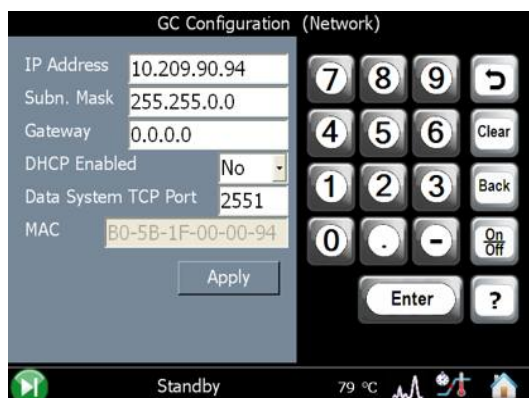 GC Configuration (Network)
IP Address 10.209.90.94
Subn. Mask 255.255.0.0
Gateway 0.0.0.0
DHCP Enabled No
Data System TCP Port 2551
MAC B0-5B-1F-00-00-94
Apply
7 8 9
4 5 6 Clear
1 2 3 Back
0 . - On/Off
Enter ?
Standby 79 °C